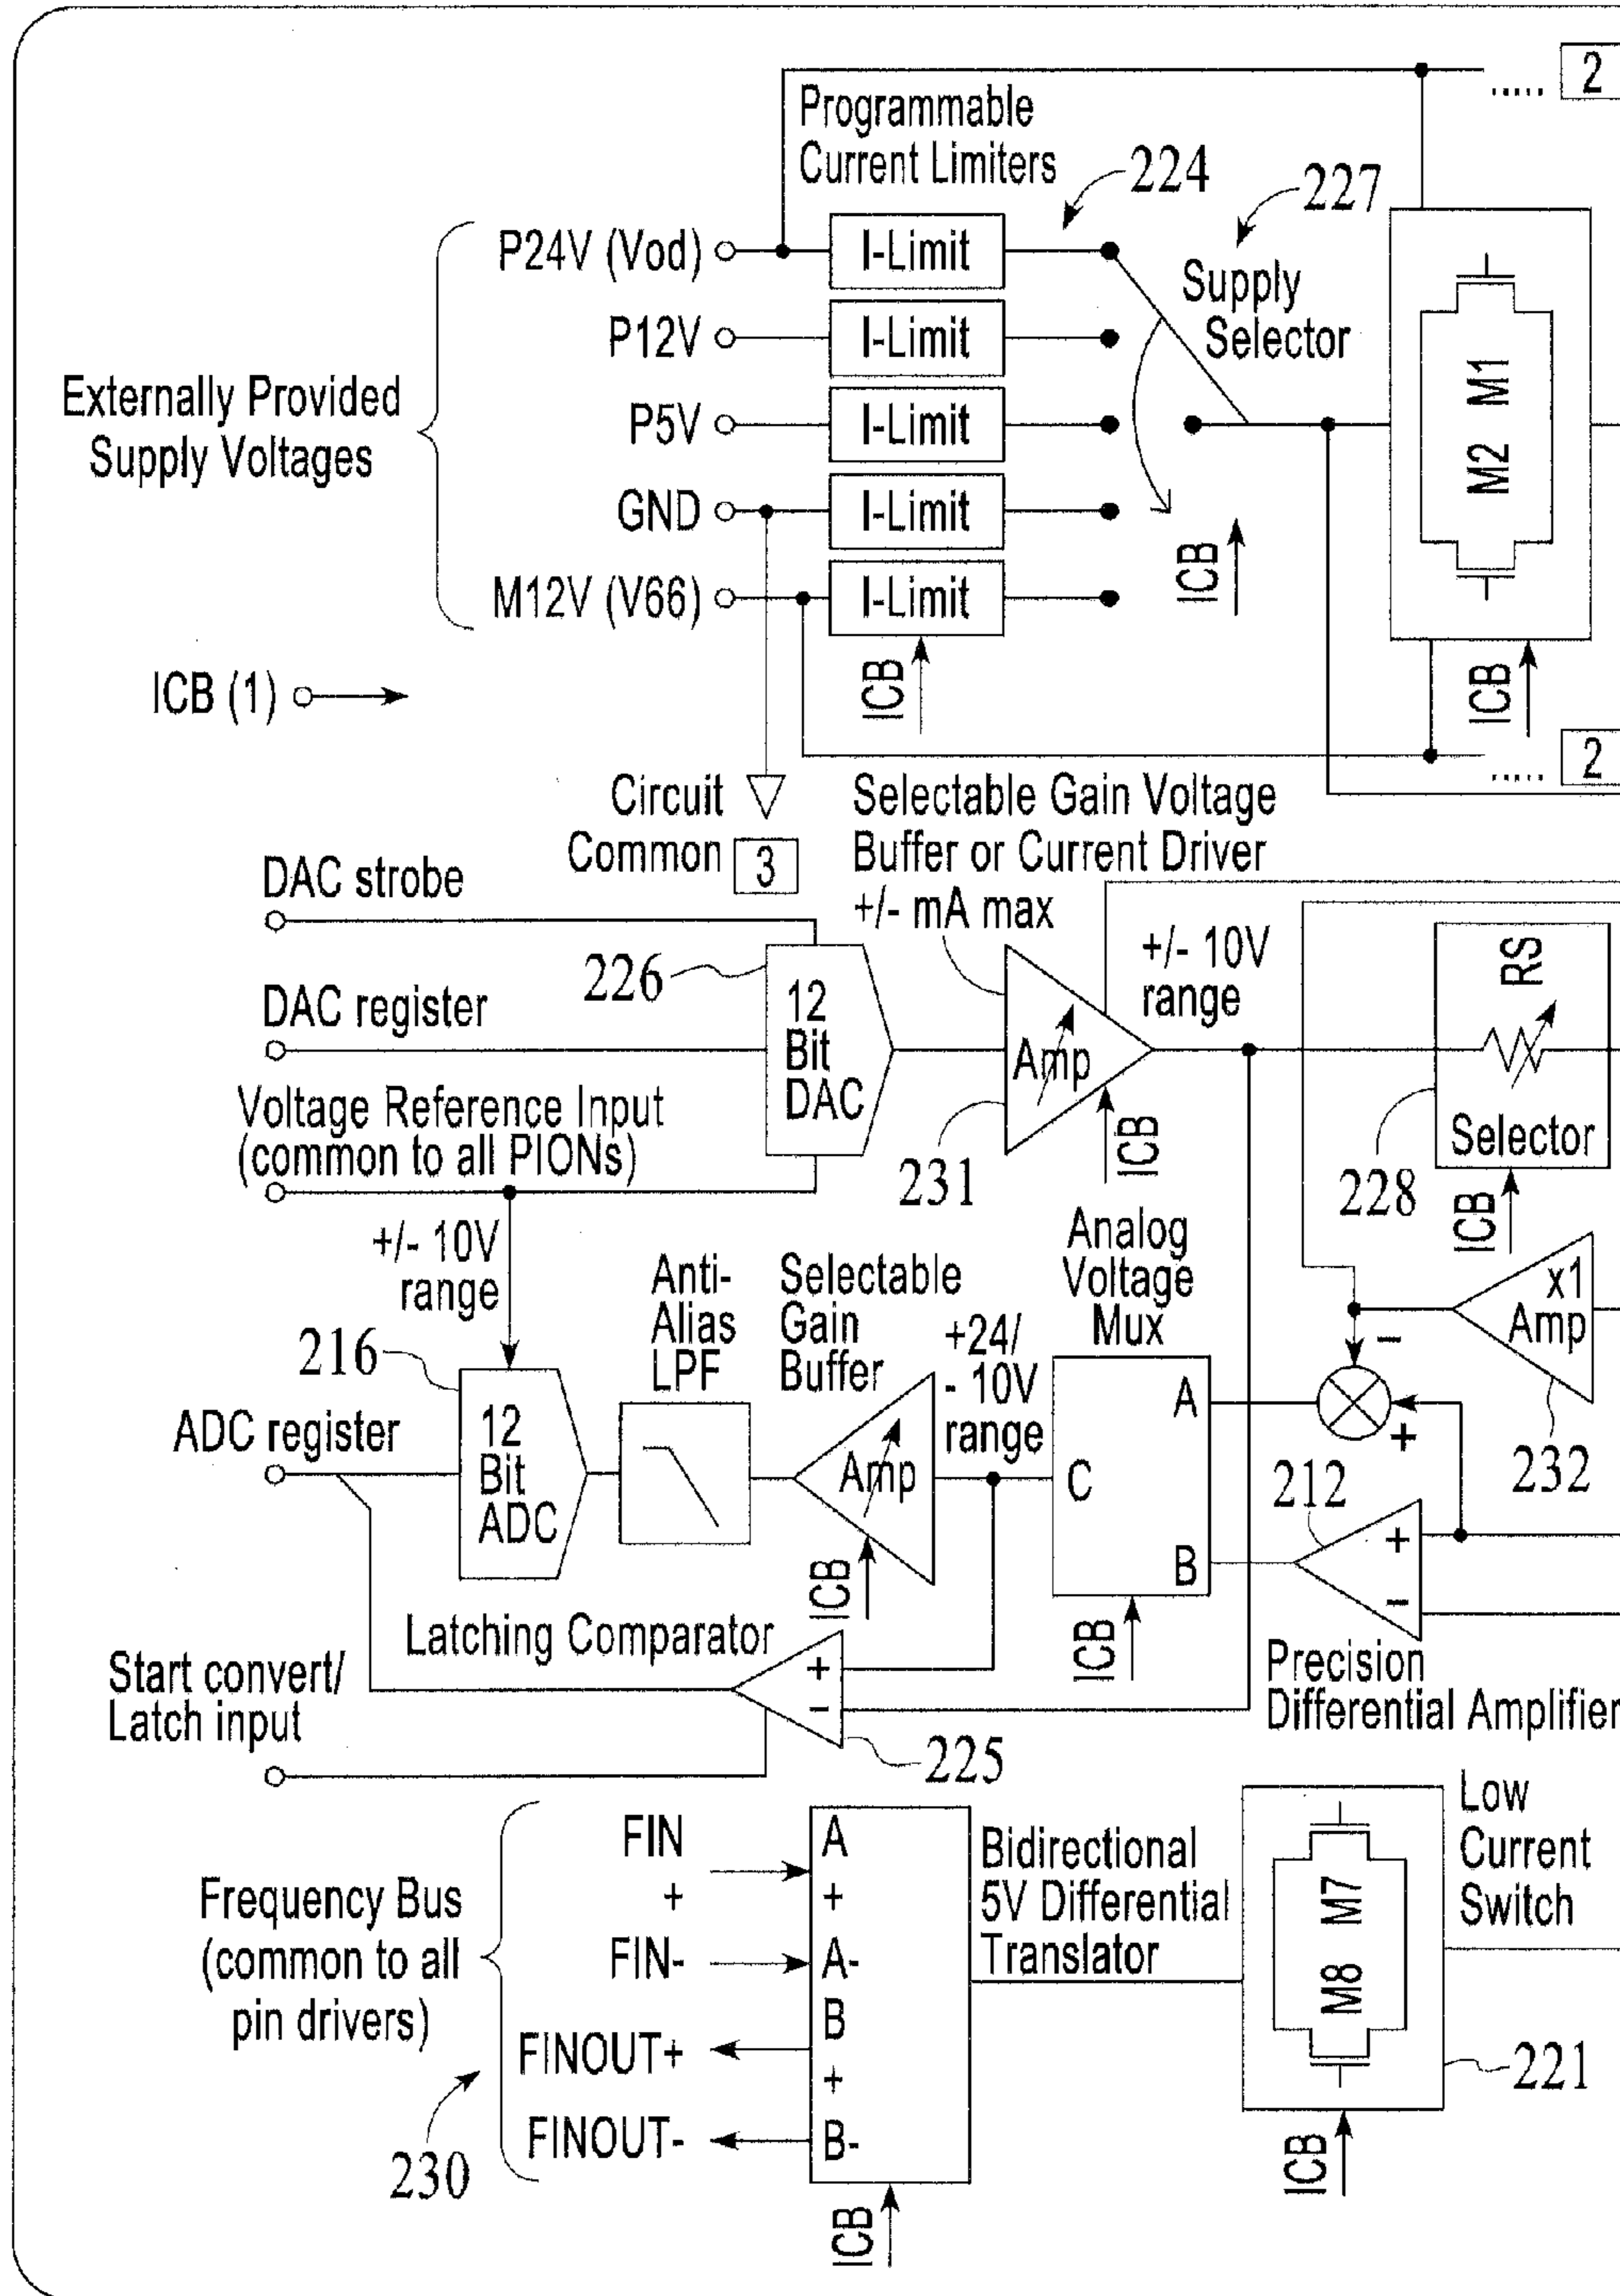 2
Programmable
Current Limiters
224
227
P24V (Vod)
I-Limit
Supply
Selector
P12V
I-Limit
M1
M2
Externally Provided
Supply Voltages
P5V
I-Limit
GND
I-Limit
ICB
M12V (V66)
I-Limit
ICB
ICB
ICB (1)
2
Circuit
Common
3
Selectable Gain Voltage
Buffer or Current Driver
+/- mA max
DAC strobe
226
+/- 10V
range
RS
DAC register
12
Bit
DAC
Amp
Voltage Reference Input
(common to all PIONs)
231
ICB
Selector
228
ICB
+/- 10V
range
Anti-
Alias
LPF
Selectable
Gain
Buffer
Analog
Voltage
Mux
x1
Amp
+24/
- 10V
range
216
-
A
+
232
ADC register
12
Bit
ADC
Amp
C
212
B
+
-
ICB
ICB
Latching Comparator
+
-
Start convert/
Latch input
Precision
Differential Amplifier
225
Low
Current
Switch
FIN
+
FIN-
FINOUT+
FINOUT-
A
+
A-
B
+
B-
Bidirectional
5V Differential
Translator
M7
M8
Frequency Bus
(common to all
pin drivers)
221
230
ICB
ICB